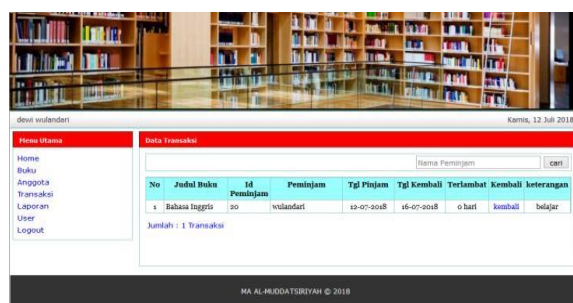 dewi wulandari
Kamis, 12 Juli 2018
Menu Utama
Home
Buku
Anggota
Transaksi
Laporan
User
Logout
Data Transaksi
Nama Peminjam cari
No Judul Buku Id Peminjam Peminjam Tgl Pinjam Tgl Kembali Terlambat Kembali keterangan
1 Bahasa Inggris 20 wulandari 12-07-2018 16-07-2018 0 hari kembali belajar
Jumlah : 1 Transaksi
MA AL-MUDDATSIRIYAH © 2018